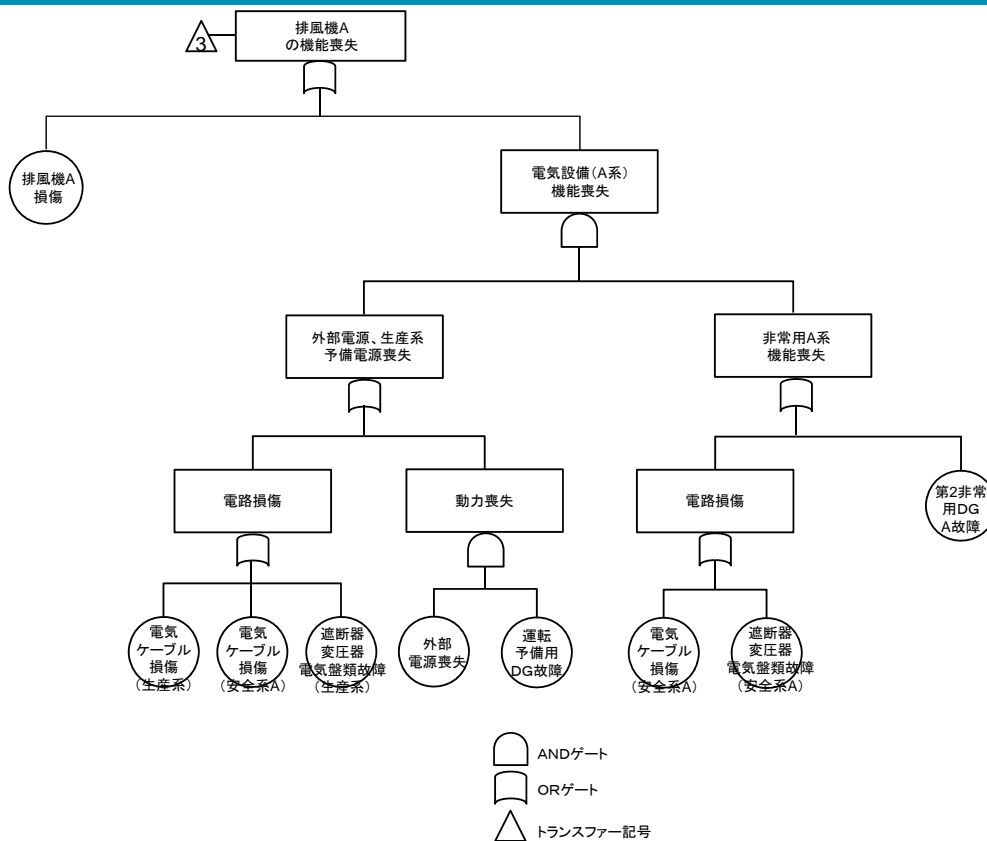 排風機A
の機能喪失
3
排風機A
損傷
電気設備(A系)
機能喪失
外部電源、生産系
予備電源喪失
非常用A系
機能喪失
電路損傷
動力喪失
電路損傷
第2非常
用DG
A故障
電気
ケーブル
損傷
(生産系)
電気
ケーブル
損傷
(安全系A)
遮断器
変圧器
電気盤類故障
(生産系)
外部
電源喪失
運転
予備用
DG故障
電気
ケーブル
損傷
(安全系A)
遮断器
変圧器
電気盤類故障
(安全系A)
ANDゲート
ORゲート
トランスファー記号